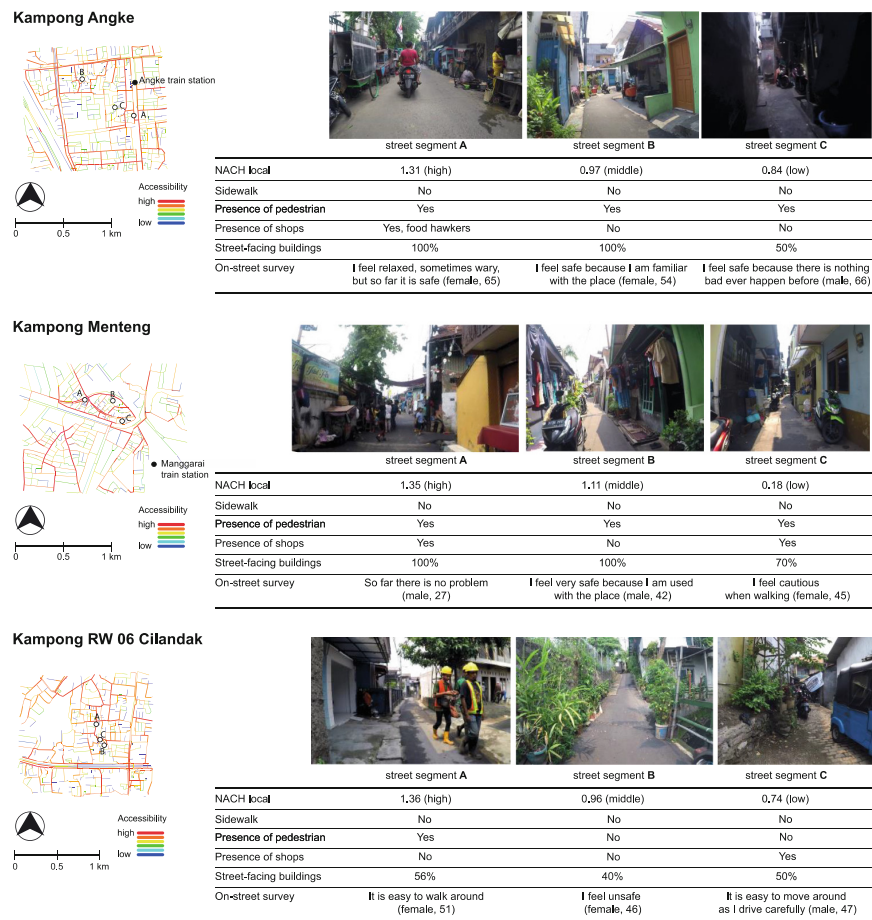 Kampong Angke
B
I
Angke train station
I
C
A
Accessibility
high
low
0 0.5 1 km
street segment A street segment B street segment C
NACH local 1.31 (high) 0.97 (middle) 0.84 (low)
Sidewalk No No No
Presence of pedestrian Yes Yes Yes
Presence of shops Yes, food hawkers No No
Street-facing buildings 100% 100% 50%
On-street survey I feel relaxed, sometimes wary, I feel safe because I am familiar I feel safe because there is nothing
but so far it is safe (female, 65) with the place (female, 54) bad ever happen before (male, 66)
Kampong Menteng
A
B
C
Manggarai
train station
Accessibility
high
low
0 0.5 1 km
street segment A street segment B street segment C
NACH local 1.35 (high) 1.11 (middle) 0.18 (low)
Sidewalk No No No
Presence of pedestrian Yes Yes Yes
Presence of shops Yes No Yes
Street-facing buildings 100% 100% 70%
On-street survey So far there is no problem I feel very safe because I am used I feel cautious
(male, 27) with the place (male, 42) when walking (female, 45)
Kampong RW 06 Cilandak
A
C
B
Accessibility
high
low
0 0.5 1 km
street segment A street segment B street segment C
NACH local 1.36 (high) 0.96 (middle) 0.74 (low)
Sidewalk No No No
Presence of pedestrian Yes No No
Presence of shops No No Yes
Street-facing buildings 56% 40% 50%
On-street survey It is easy to walk around I feel unsafe It is easy to move around
(female, 51) (female, 46) as I drive carefully (male, 47)